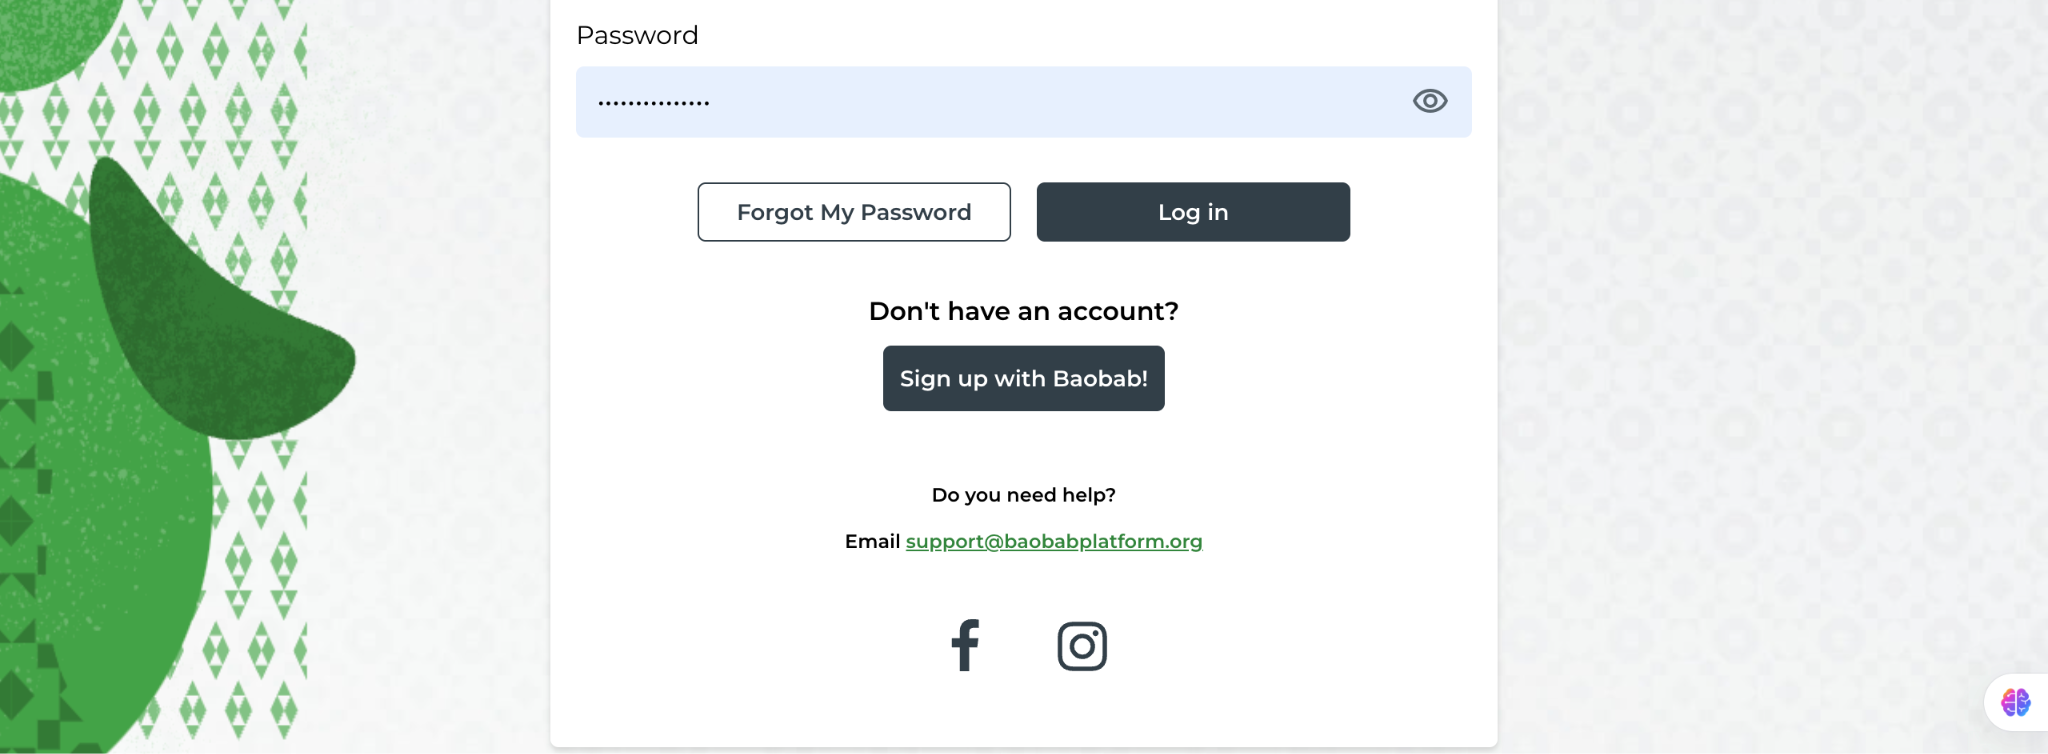 Password
•••••••••••••••
Forgot My Password
Log in
Don't have an account?
Sign up with Baobab!
Do you need help?
Email support@baobabplatform.org